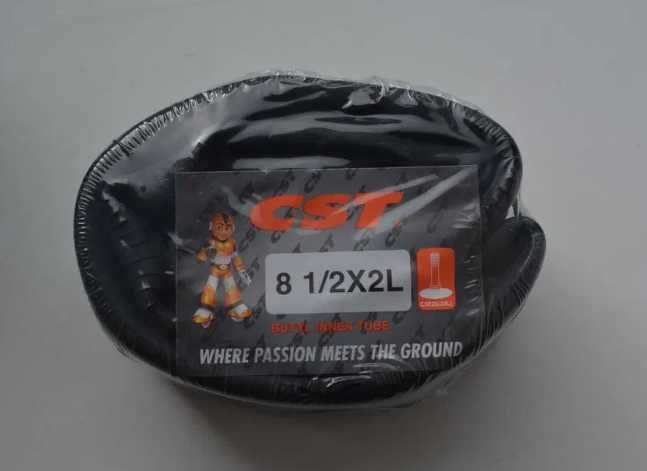 CST
8 1/2X2L
BUTYL INNER TUBE
WHERE PASSION MEETS THE GROUND